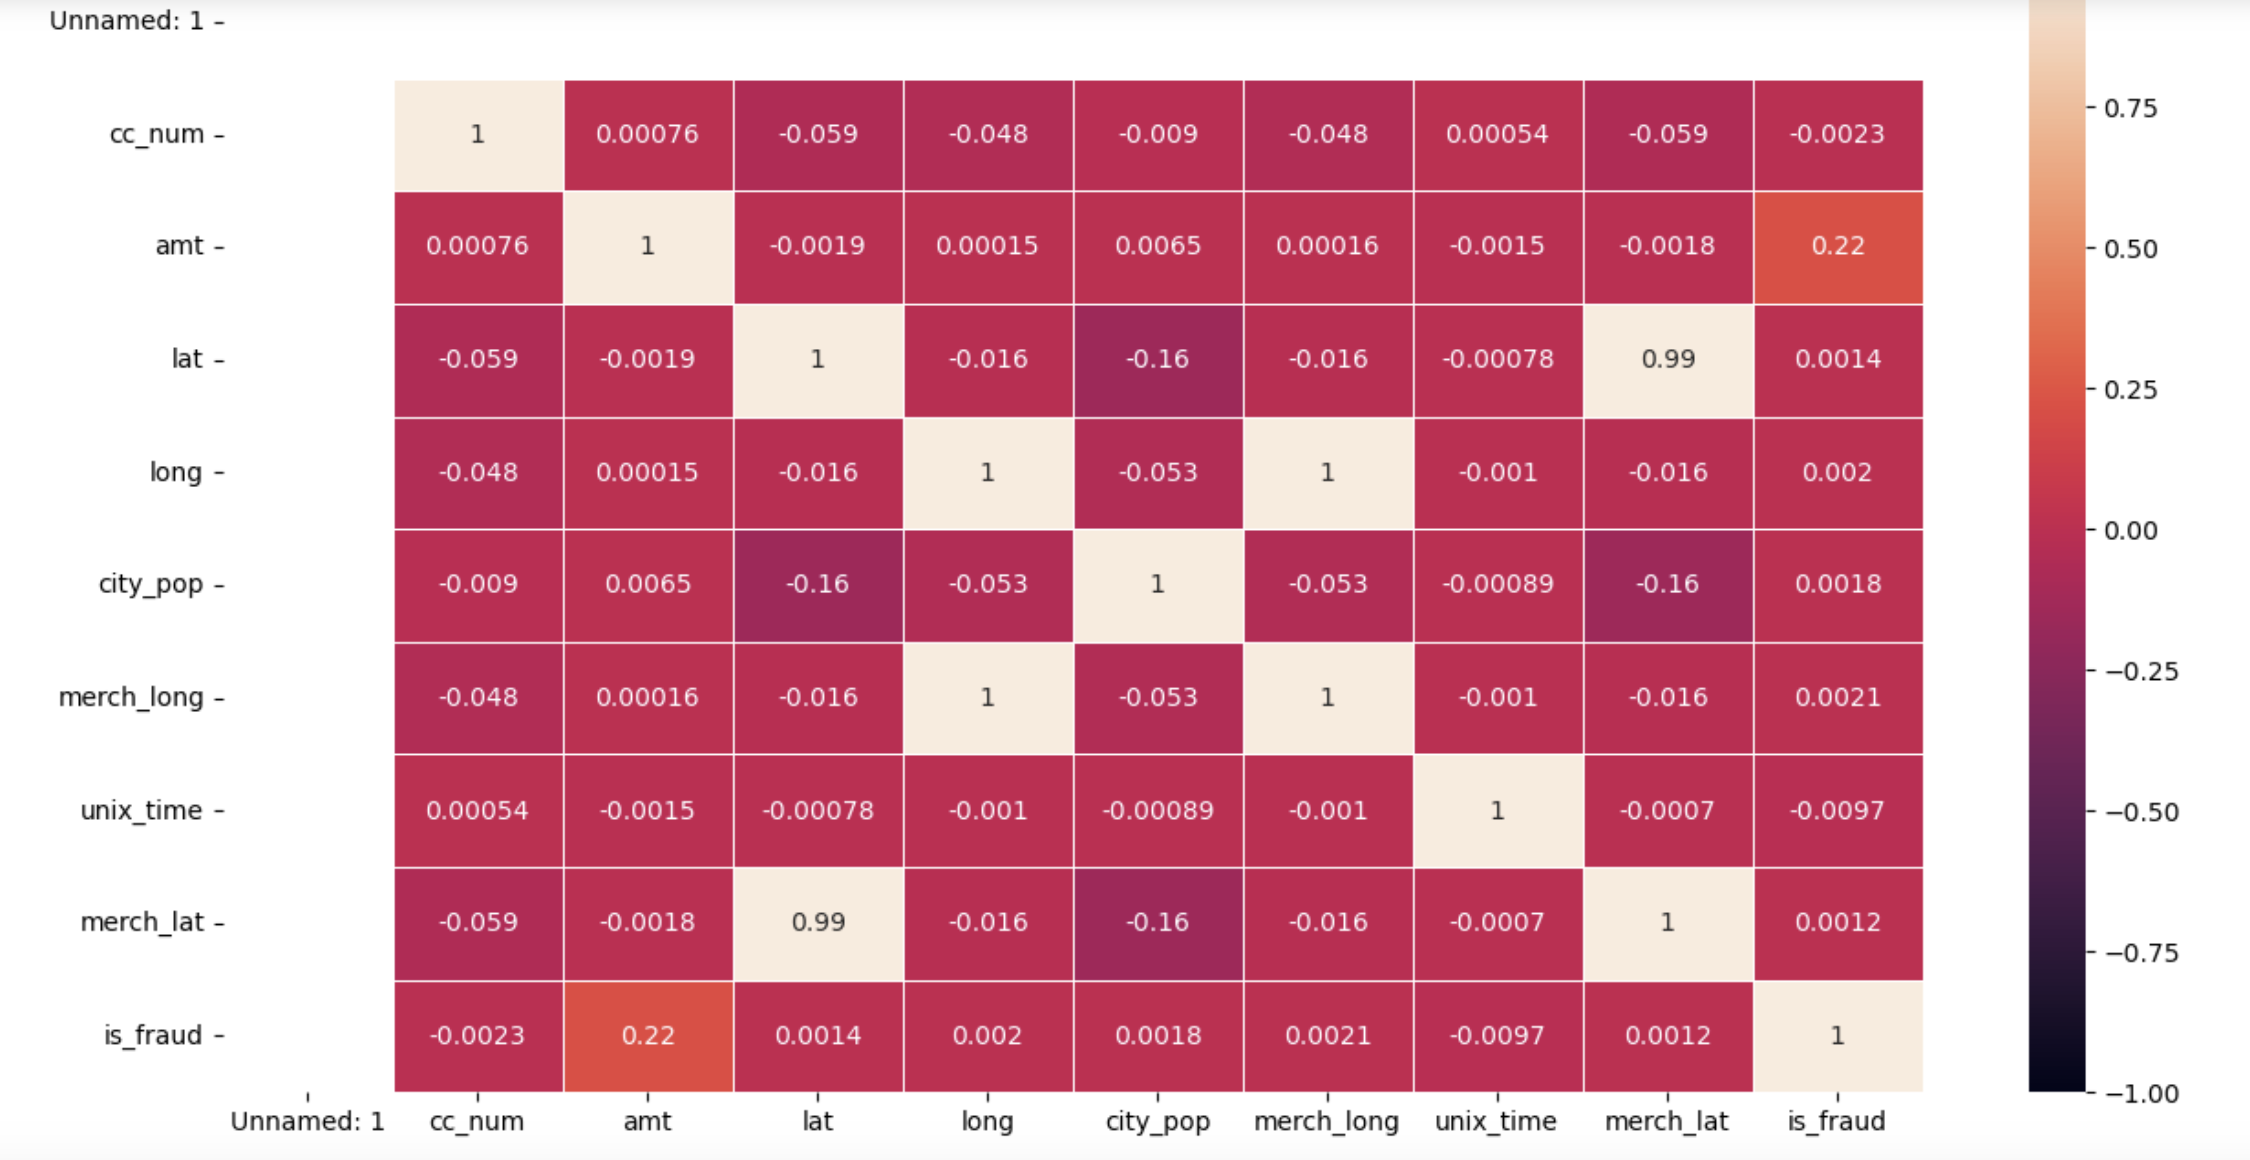 Unnamed: 1
0.75
cc_num 1 0.00076 -0.059 -0.048 -0.009 -0.048 0.00054 -0.059 -0.0023
amt 0.00076 1 -0.0019 0.00015 0.0065 0.00016 -0.0015 -0.0018 0.22
0.50
lat -0.059 -0.0019 1 -0.016 -0.16 -0.016 -0.00078 0.99 0.0014
0.25
long -0.048 0.00015 -0.016 1 -0.053 1 -0.001 -0.016 0.002
0.00
city_pop -0.009 0.0065 -0.16 -0.053 1 -0.053 -0.00089 -0.16 0.0018
−0.25
merch_long -0.048 0.00016 -0.016 1 -0.053 1 -0.001 -0.016 0.0021
unix_time 0.00054 -0.0015 -0.00078 -0.001 -0.00089 -0.001 1 -0.0007 -0.0097
−0.50
merch_lat -0.059 -0.0018 0.99 -0.016 -0.16 -0.016 -0.0007 1 0.0012
−0.75
is_fraud -0.0023 0.22 0.0014 0.002 0.0018 0.0021 -0.0097 0.0012 1
−1.00
Unnamed: 1 cc_num amt lat long city_pop merch_long unix_time merch_lat is_fraud